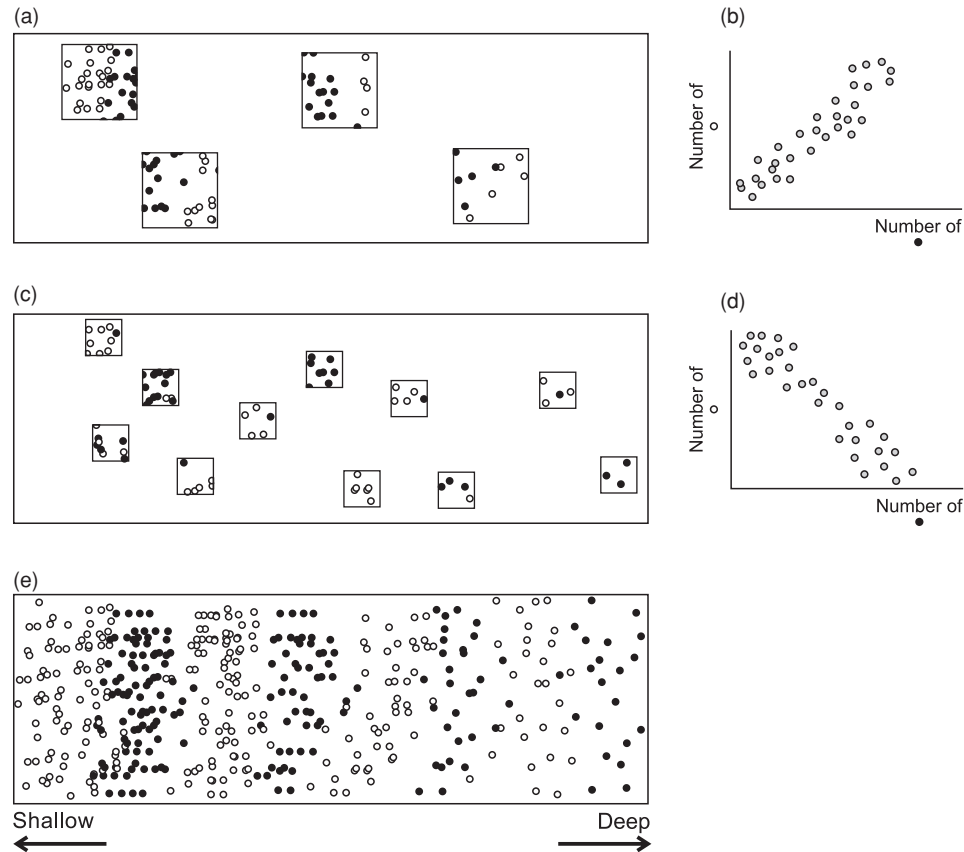 (a)
(b)
Number of
Number of
(c)
(d)
Number of
Number of
(e)
Shallow
Deep